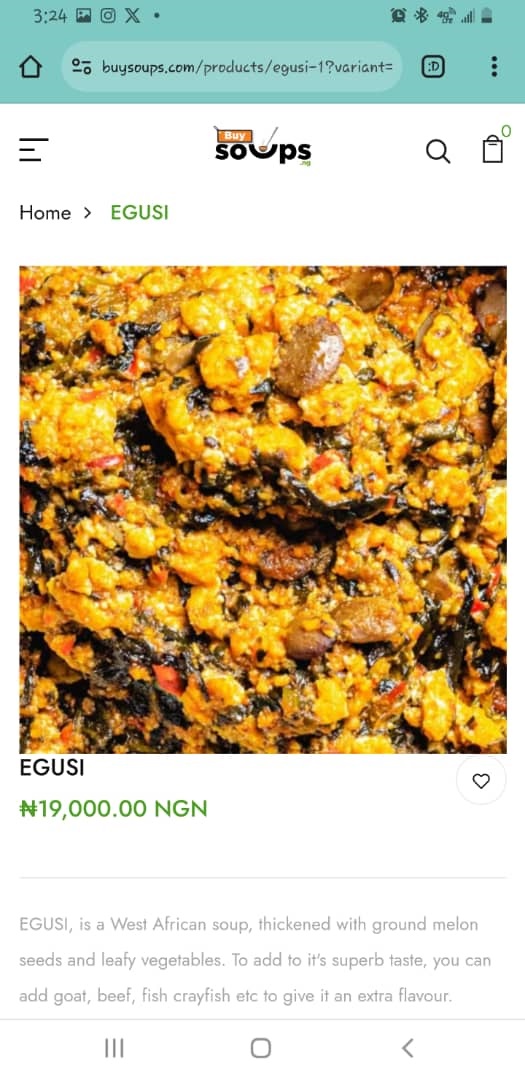 3:24
4G
buysoups.com/products/egusi-1?variant=
:D
Buy
soups
.ng
0
Home > EGUSI
EGUSI
₦19,000.00 NGN
EGUSI, is a West African soup, thickened with ground melon
seeds and leafy vegetables. To add to it's superb taste, you can
add goat, beef, fish crayfish etc to give it an extra flavour.